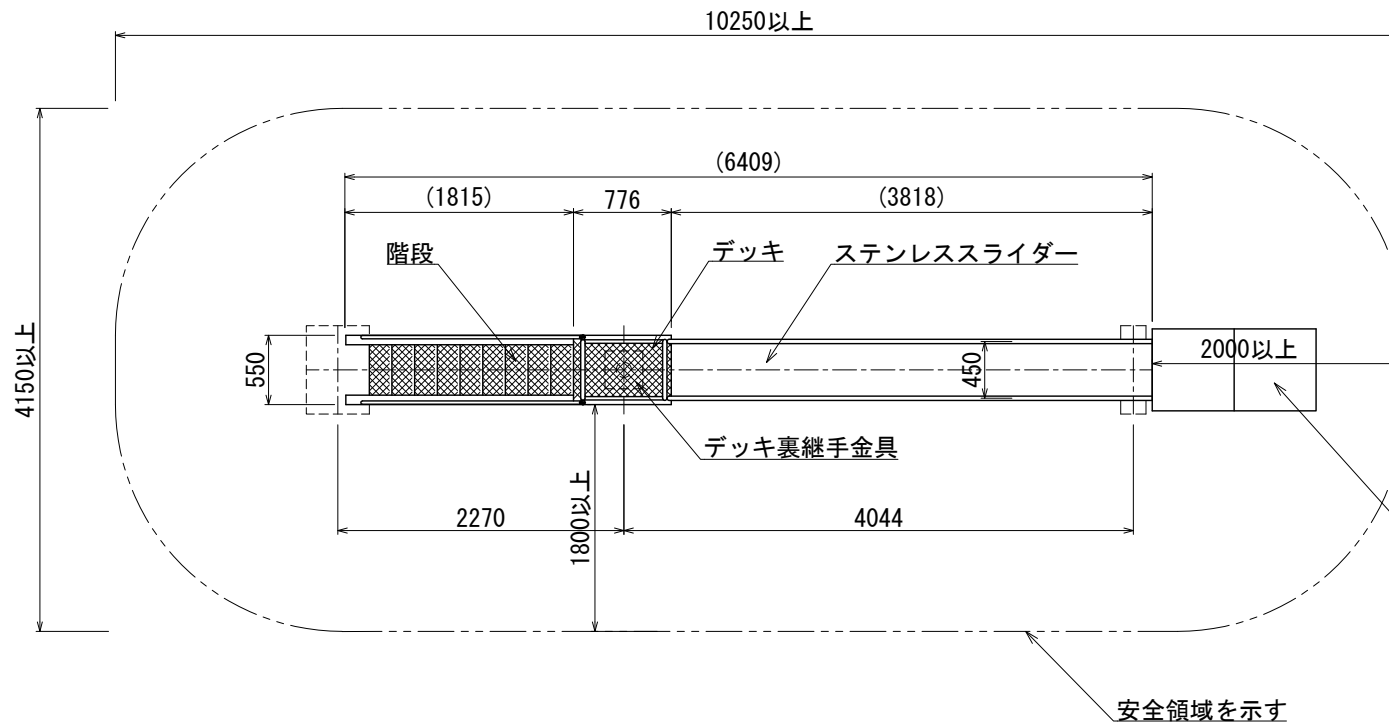 10250以上
(6409)
(1815)
776
(3818)
階段
デッキ
ステンレススライダー
4150以上
550
450
2000以上
デッキ裏継手金具
1800以上
2270
4044
安全領域を示す